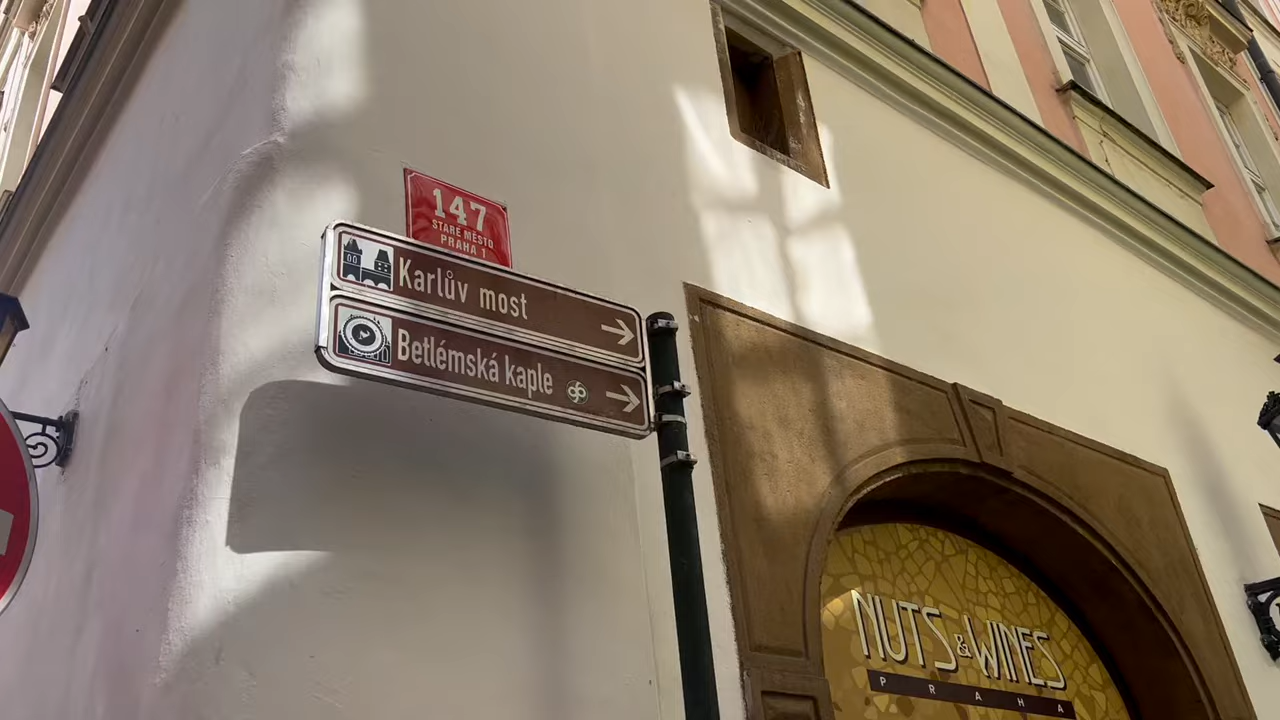 147
STARÉ MĚSTO
PRAHA 1
Karlův most
Betlémská kaple
NUTS & WINES
PRAHA